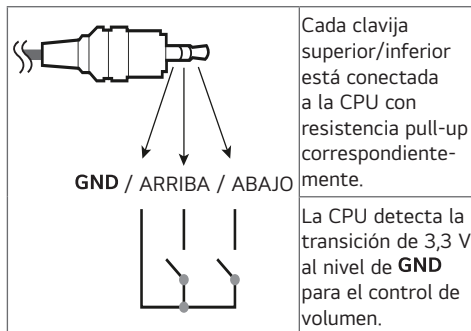 Cada clavija
superior/inferior
está conectada
a la CPU con
resistencia pull-up
correspondiente-
mente.
GND / ARRIBA / ABAJO
La CPU detecta la
transición de 3,3 V
al nivel de GND
para el control de
volumen.